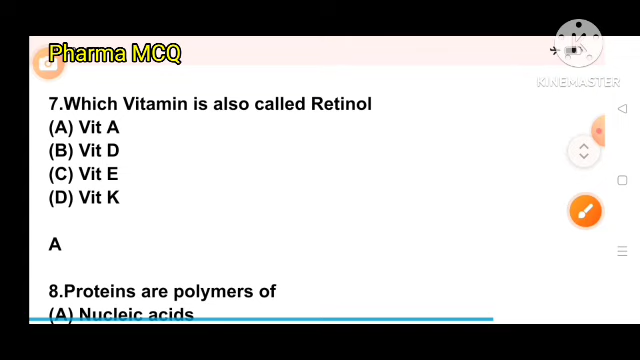 Pharma MCQ
KINEMASTER
7.Which Vitamin is also called Retinol
(A) Vit A
(B) Vit D
(C) Vit E
(D) Vit K
A
8.Proteins are polymers of
(A) Nucleic acids